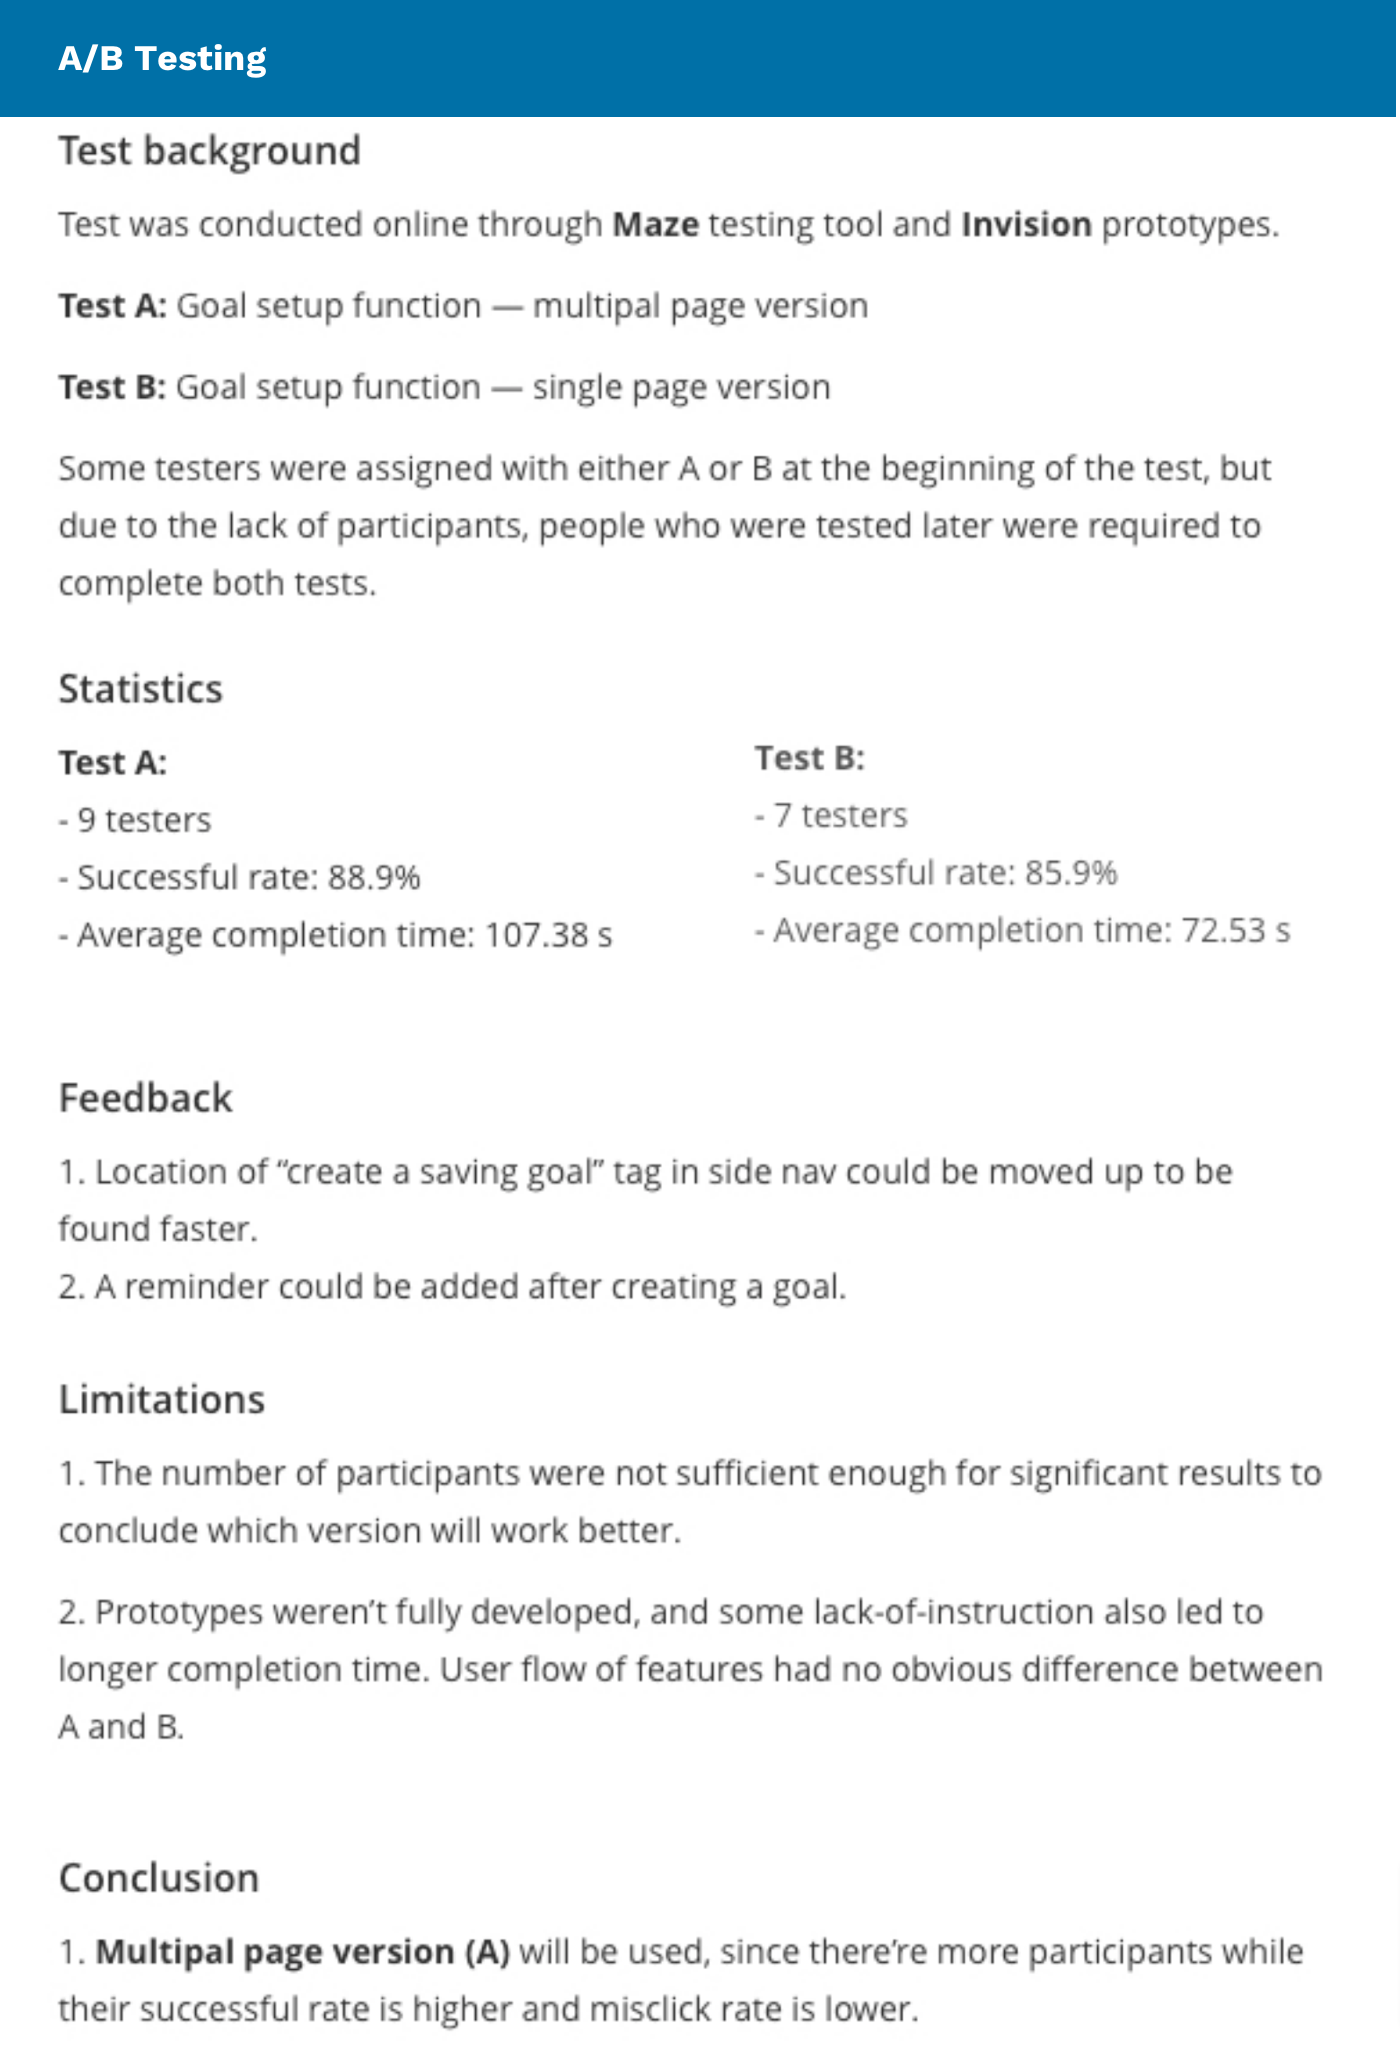 A/B Testing
Test background
Test was conducted online through Maze testing tool and Invision prototypes.
Test A: Goal setup function — multipal page version
Test B: Goal setup function — single page version
Some testers were assigned with either A or B at the beginning of the test, but
due to the lack of participants, people who were tested later were required to
complete both tests.
Statistics
Test A:
- 9 testers
- Successful rate: 88.9%
- Average completion time: 107.38 s
Test B:
- 7 testers
- Successful rate: 85.9%
- Average completion time: 72.53 s
Feedback
1. Location of “create a saving goal” tag in side nav could be moved up to be
found faster.
2. A reminder could be added after creating a goal.
Limitations
1. The number of participants were not sufficient enough for significant results to
conclude which version will work better.
2. Prototypes weren’t fully developed, and some lack-of-instruction also led to
longer completion time. User flow of features had no obvious difference between
A and B.
Conclusion
1. Multipal page version (A) will be used, since there’re more participants while
their successful rate is higher and misclick rate is lower.